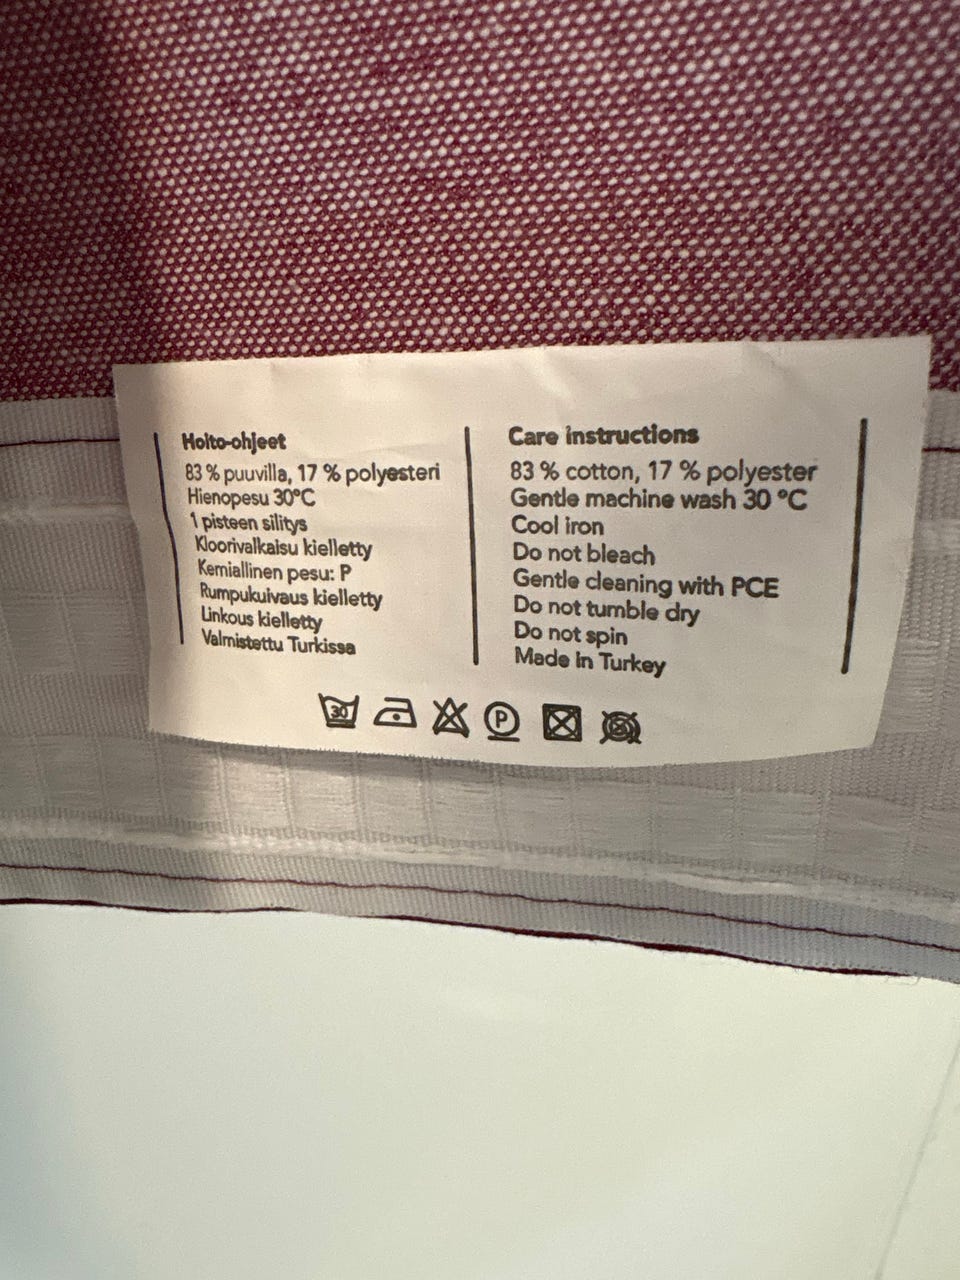 Hoito-ohjeet
83 % puuvilla, 17 % polyesteri
Hienopesu 30°C
1 pisteen silitys
Kloorivalkaisu kielletty
Kemiallinen pesu: P
Rumpukuivaus kielletty
Linkous kielletty
Valmistettu Turkissa
Care instructions
83 % cotton, 17 % polyester
Gentle machine wash 30 °C
Cool iron
Do not bleach
Gentle cleaning with PCE
Do not tumble dry
Do not spin
Made in Turkey
30 P